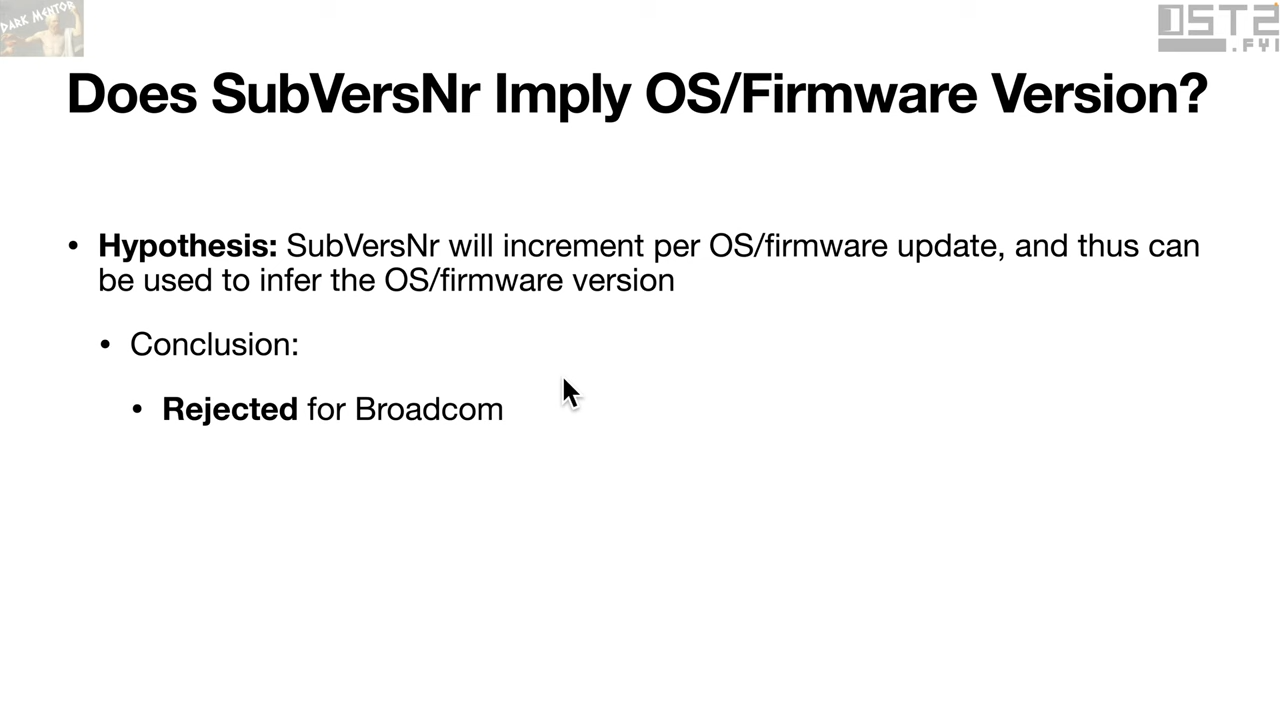 DARK MENTOR
OST2
.FYI
Does SubVersNr Imply OS/Firmware Version?
• Hypothesis: SubVersNr will increment per OS/firmware update, and thus can
be used to infer the OS/firmware version
• Conclusion:
• Rejected for Broadcom